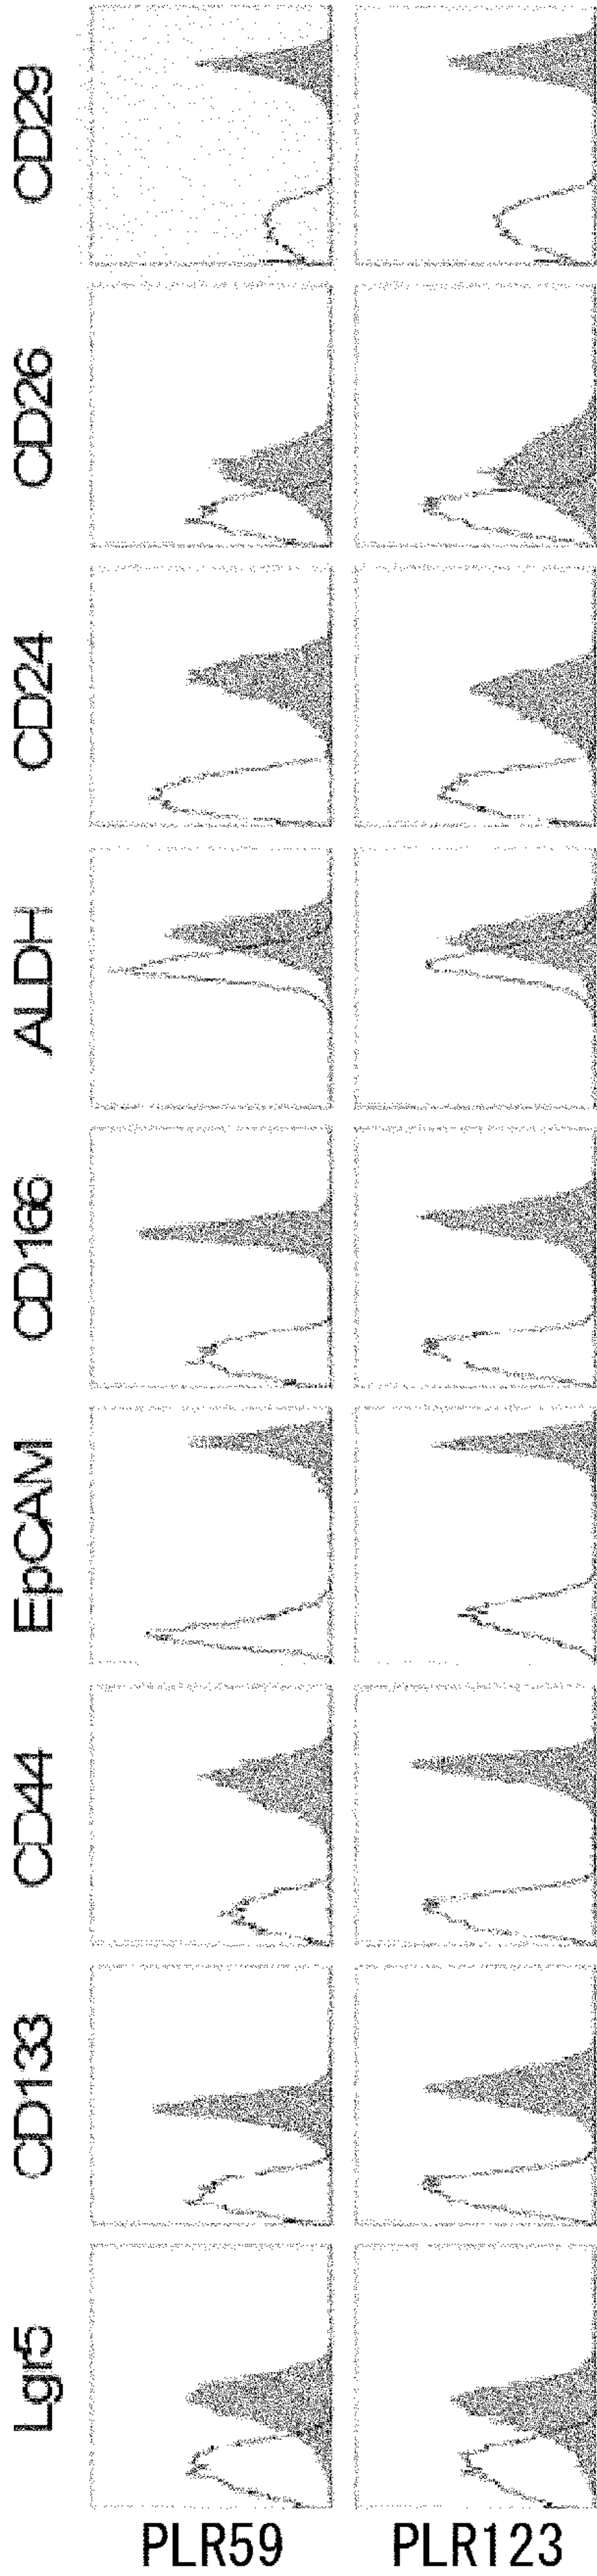 CD29
CD26
CD24
ALDH
CD166
EpCAM
CD44
CD133
Lgr5
PLR59
PLR123